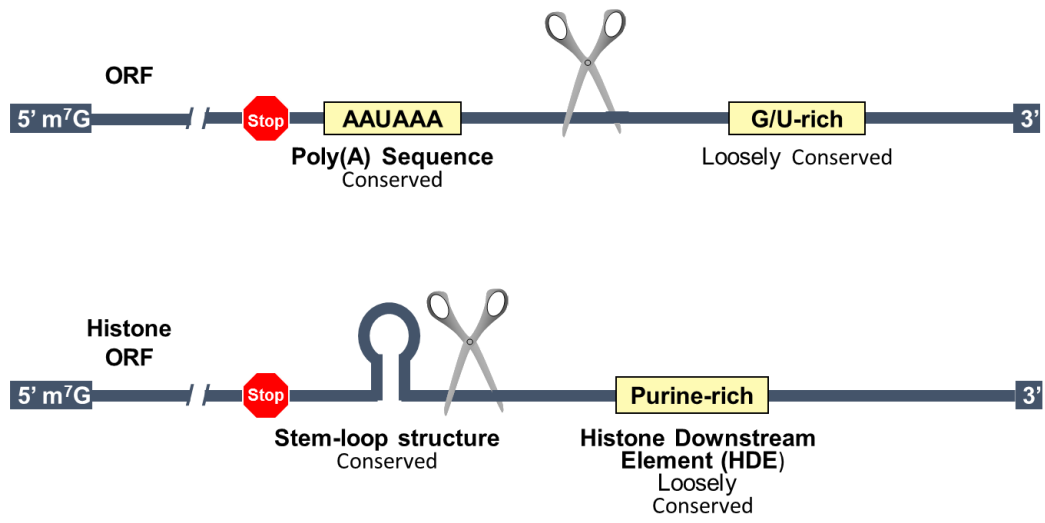 ORF
5' m⁷G
Stop
AAUAAA
G/U-rich
3'
Poly(A) Sequence
Conserved
Loosely Conserved
Histone
ORF
5' m⁷G
Stop
Purine-rich
3'
Stem-loop structure
Conserved
Histone Downstream
Element (HDE)
Loosely
Conserved